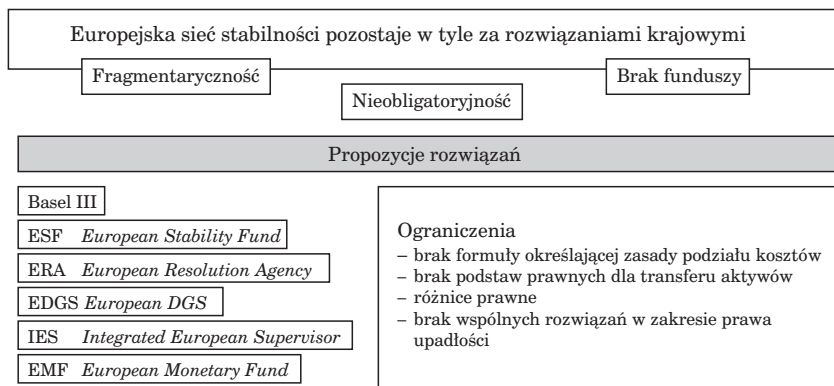 Europejska sieć stabilności pozostaje w tyle za rozwiązaniami krajowymi
Fragmentaryczność
Brak funduszy
Nieobligatoryjność
Propozycje rozwiązań
Basel III
ESF European Stability Fund
ERA European Resolution Agency
EDGS European DGS
IES Integrated European Supervisor
EMF European Monetary Fund
Ograniczenia
– brak formuły określającej zasady podziału kosztów
– brak podstaw prawnych dla transferu aktywów
– różnice prawne
– brak wspólnych rozwiązań w zakresie prawa
upadłości